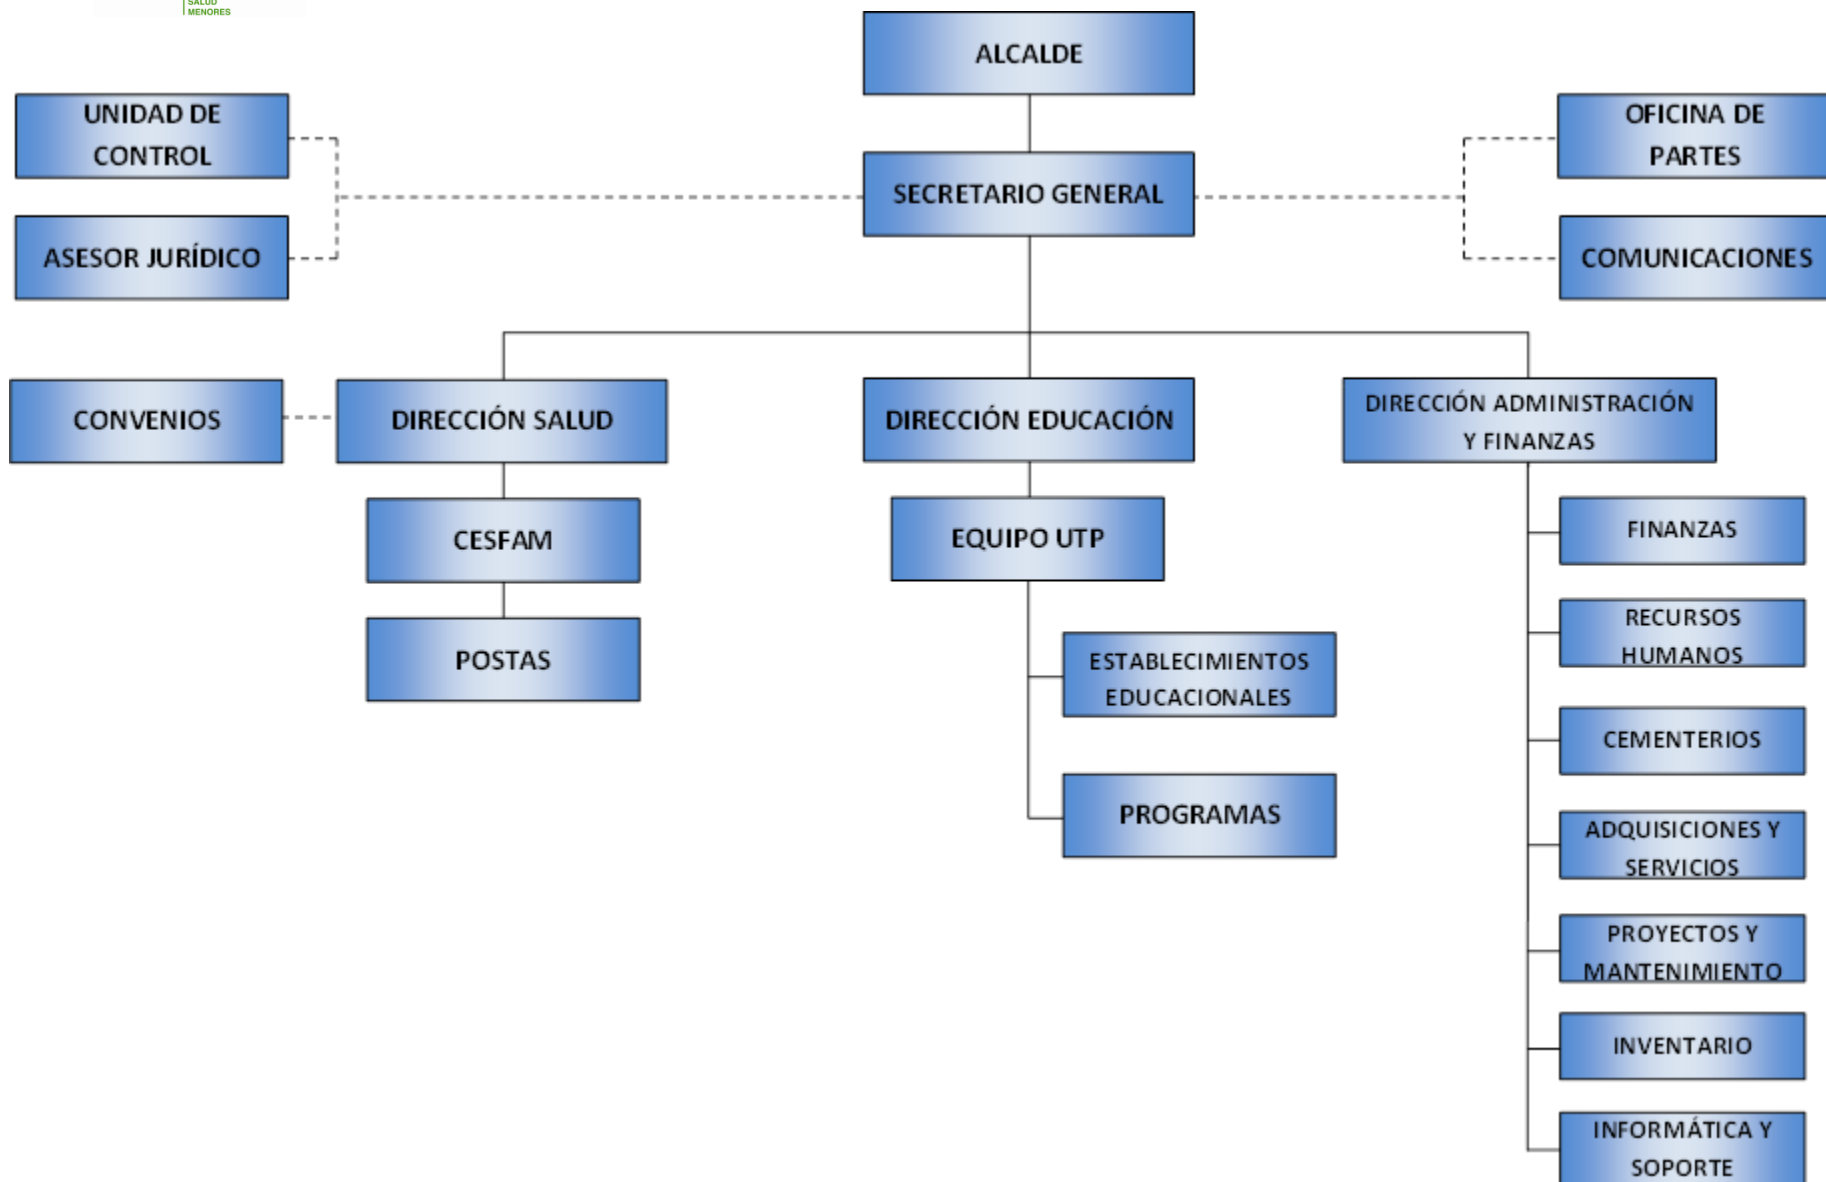 SALUD
MENORES
ALCALDE
UNIDAD DE
CONTROL
OFICINA DE
PARTES
SECRETARIO GENERAL
ASESOR JURÍDICO
COMUNICACIONES
CONVENIOS
DIRECCIÓN SALUD
DIRECCIÓN EDUCACIÓN
DIRECCIÓN ADMINISTRACIÓN
Y FINANZAS
CESFAM
POSTAS
EQUIPO UTP
ESTABLECIMIENTOS
EDUCACIONALES
PROGRAMAS
FINANZAS
RECURSOS
HUMANOS
CEMENTERIOS
ADQUISICIONES Y
SERVICIOS
PROYECTOS Y
MANTENIMIENTO
INVENTARIO
INFORMÁTICA Y
SOPORTE